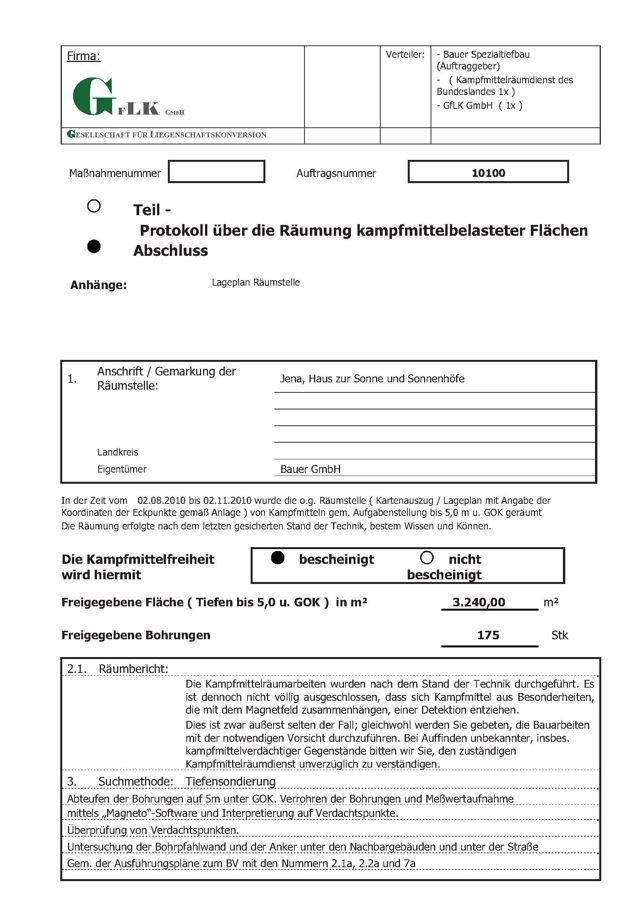 Firma:
GFLK GMBH
GESELLSCHAFT FÜR LIEGENSCHAFTSKONVERSION
Verteiler:
- Bauer Spezialtiefbau
(Auftraggeber)
- ( Kampfmittelräumdienst des
Bundeslandes 1x )
- GfLK GmbH ( 1x )
Maßnahmenummer
Auftragsnummer
10100
Teil -
Protokoll über die Räumung kampfmittelbelasteter Flächen
Abschluss
Anhänge:
Lageplan Räumstelle
1.
Anschrift / Gemarkung der
Räumstelle:
Jena, Haus zur Sonne und Sonnenhöfe
Landkreis
Eigentümer
Bauer GmbH
In der Zeit vom 02.08.2010 bis 02.11.2010 wurde die o.g. Räumstelle ( Kartenauszug / Lageplan mit Angabe der
Koordinaten der Eckpunkte gemäß Anlage ) von Kampfmitteln gem. Aufgabenstellung bis 5,0 m u. GOK geräumt
Die Räumung erfolgte nach dem letzten gesicherten Stand der Technik, bestem Wissen und Können.
Die Kampfmittelfreiheit
wird hiermit
bescheinigt
nicht
bescheinigt
Freigegebene Fläche ( Tiefen bis 5,0 u. GOK ) in m² 3.240,00 m²
Freigegebene Bohrungen 175 Stk
2.1. Räumbericht:
Die Kampfmittelräumarbeiten wurden nach dem Stand der Technik durchgeführt. Es
ist dennoch nicht völlig ausgeschlossen, dass sich Kampfmittel aus Besonderheiten,
die mit dem Magnetfeld zusammenhängen, einer Detektion entziehen.
Dies ist zwar äußerst selten der Fall; gleichwohl werden Sie gebeten, die Bauarbeiten
mit der notwendigen Vorsicht durchzuführen. Bei Auffinden unbekannter, insbes.
kampfmittelverdächtiger Gegenstände bitten wir Sie, den zuständigen
Kampfmittelräumdienst unverzüglich zu verständigen.
3. Suchmethode: Tiefensondierung
Abteufen der Bohrungen auf 5m unter GOK. Verrohren der Bohrungen und Meßwertaufnahme
mittels „Magneto"-Software und Interpretierung auf Verdachtspunkte.
Überprüfung von Verdachtspunkten.
Untersuchung der Bohrpfahlwand und der Anker unter den Nachbargebäuden und unter der Straße
Gem. der Ausführungspläne zum BV mit den Nummern 2.1a, 2.2a und 7a